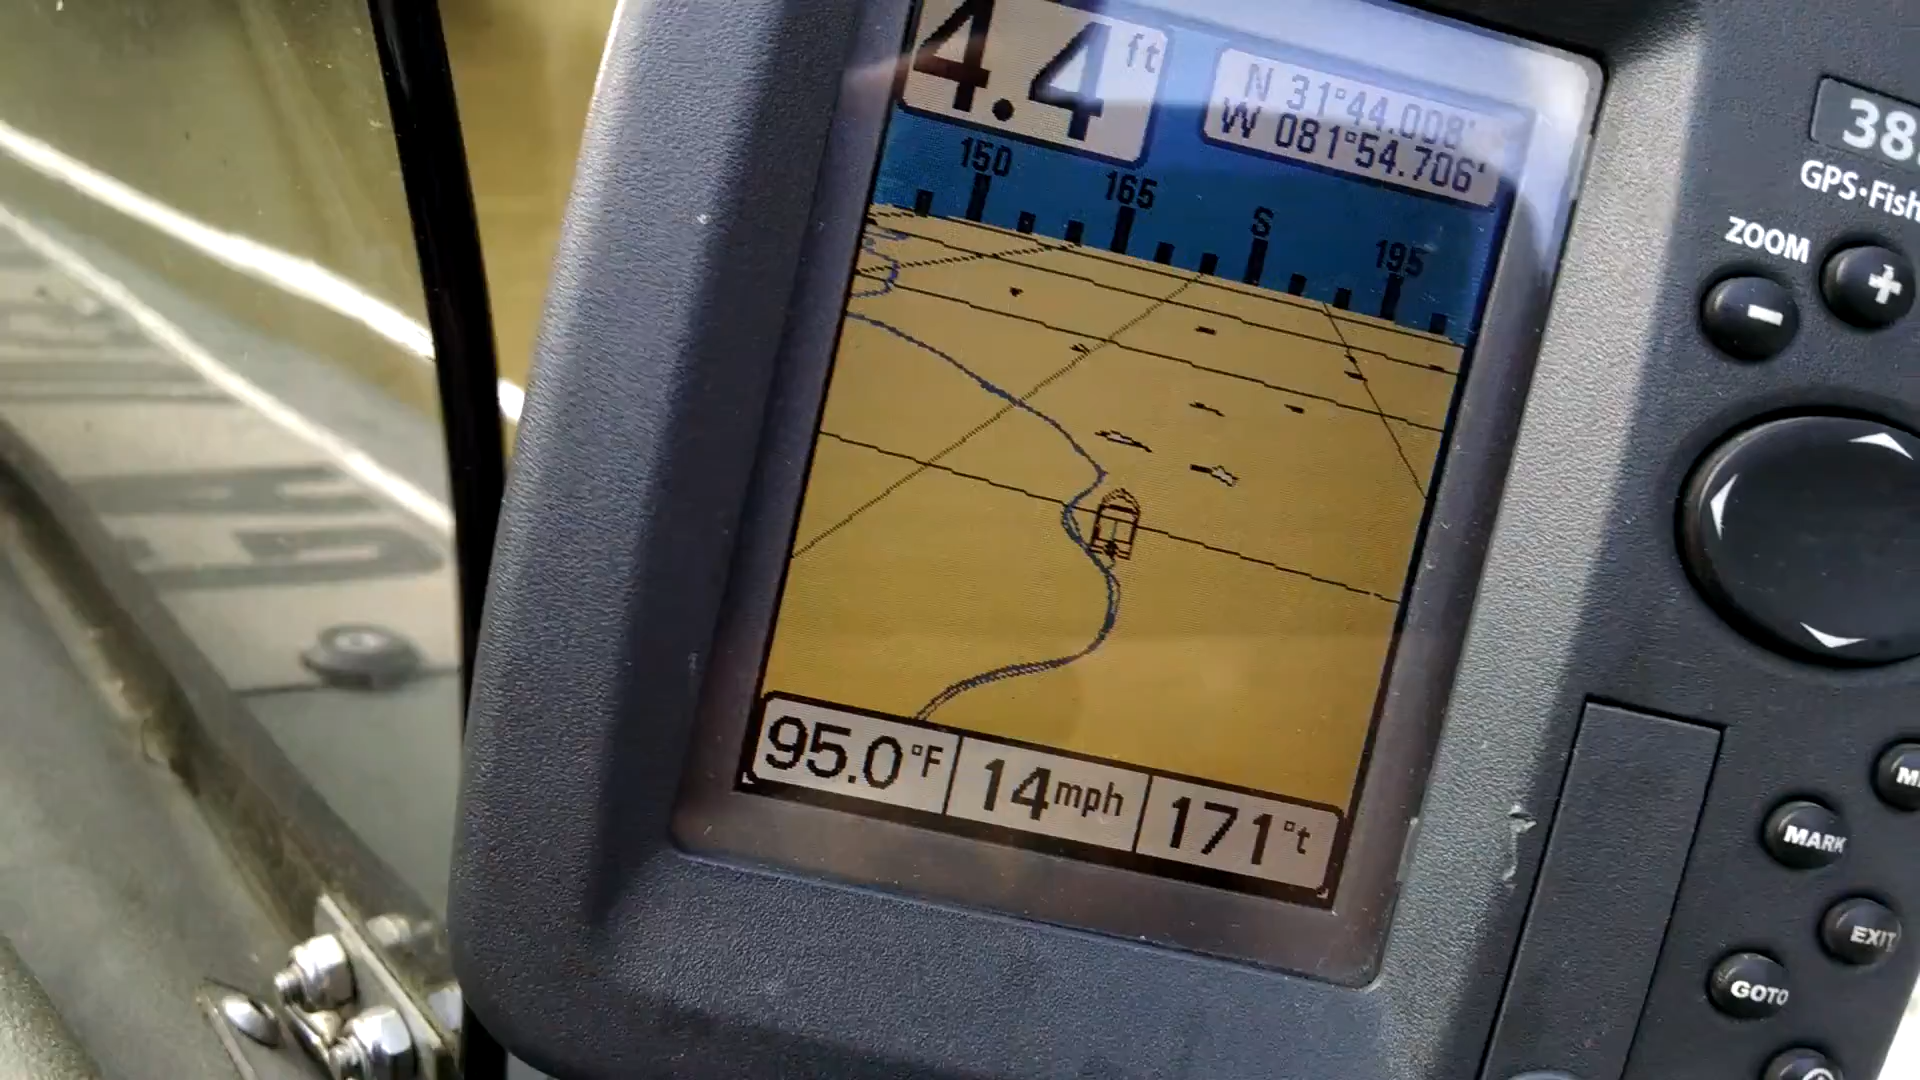 4.4 ft
N 31°44.008'
W 081°54.706'
150
165
S
195
95.0°F
14mph
171°t
38
GPS·Fish
ZOOM
+
-
MARK
EXIT
GOTO